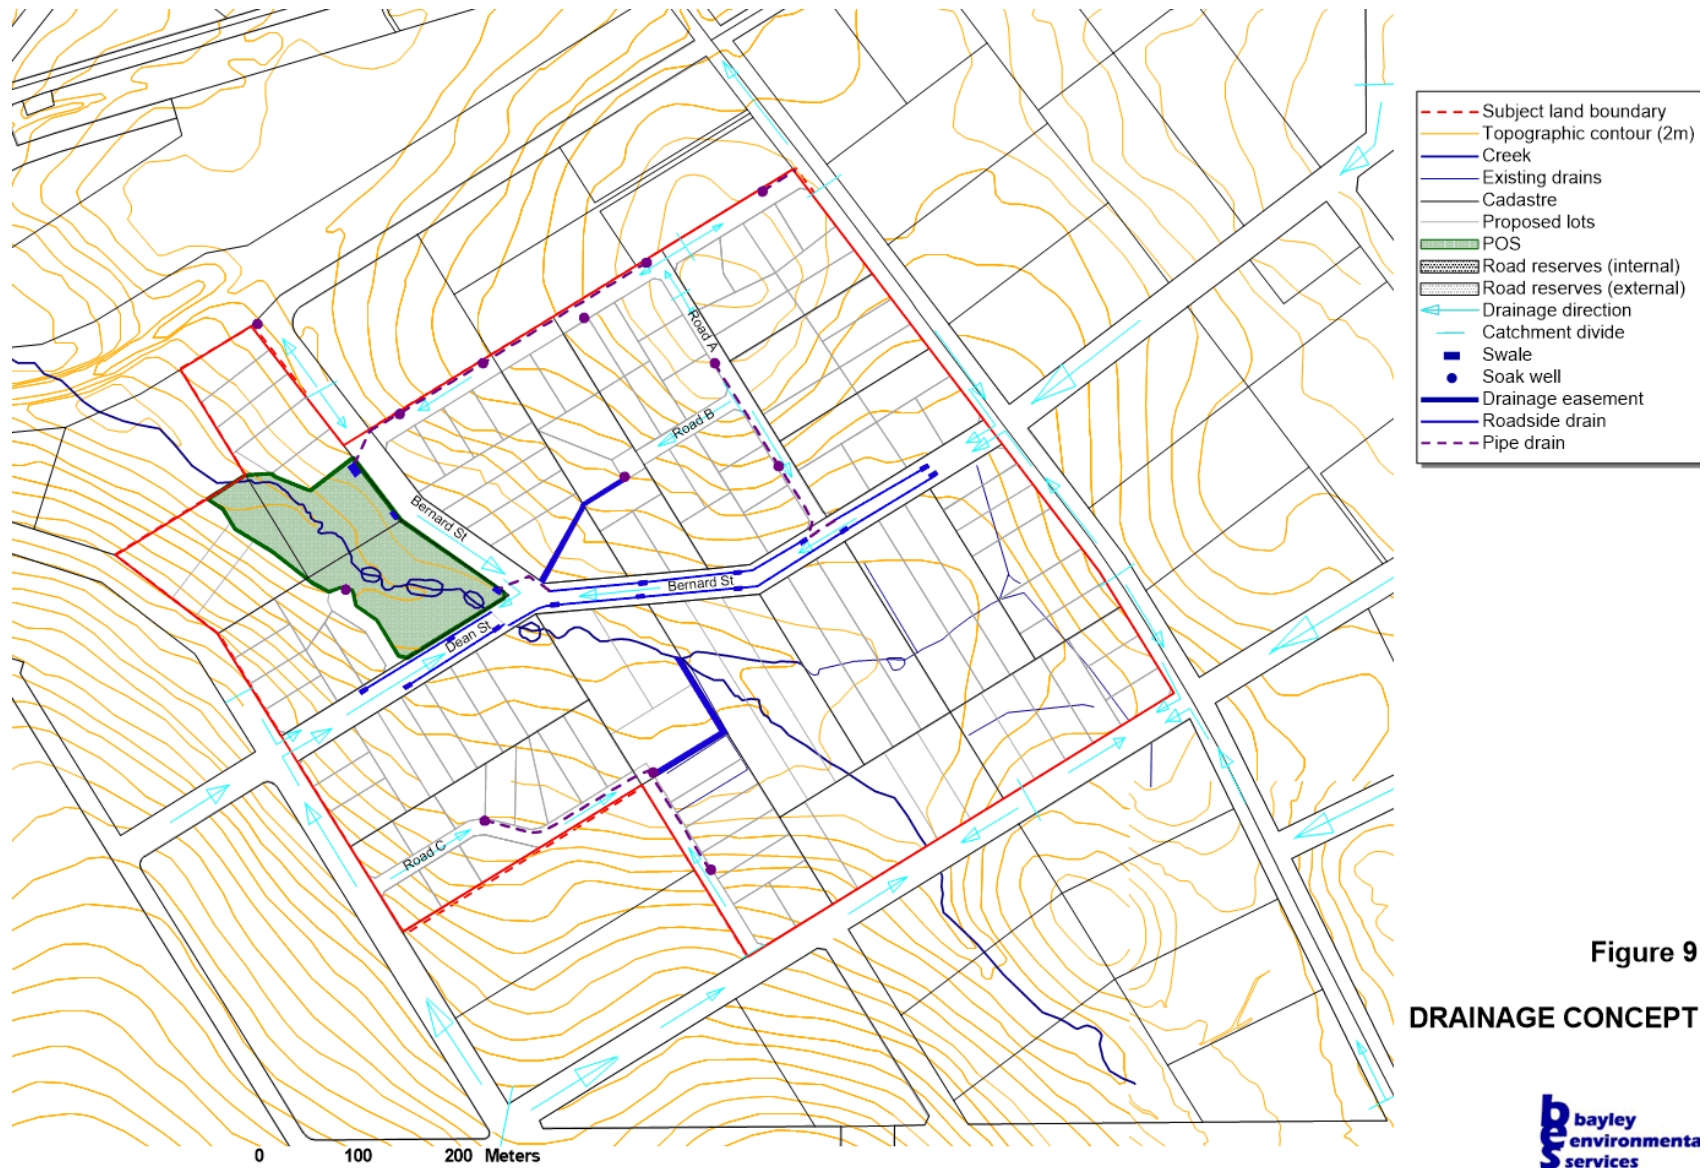 Subject land boundary
Topographic contour (2m)
Creek
Existing drains
Cadastre
Proposed lots
POS
Road reserves (internal)
Road reserves (external)
Drainage direction
Catchment divide
Swale
Soak well
Drainage easement
Roadside drain
Pipe drain
Road A
Road B
Bernard St
Bernard St
Dean St
Road C
Figure 9
DRAINAGE CONCEPT
0 100 200 Meters
bes
bayley
environmenta
services